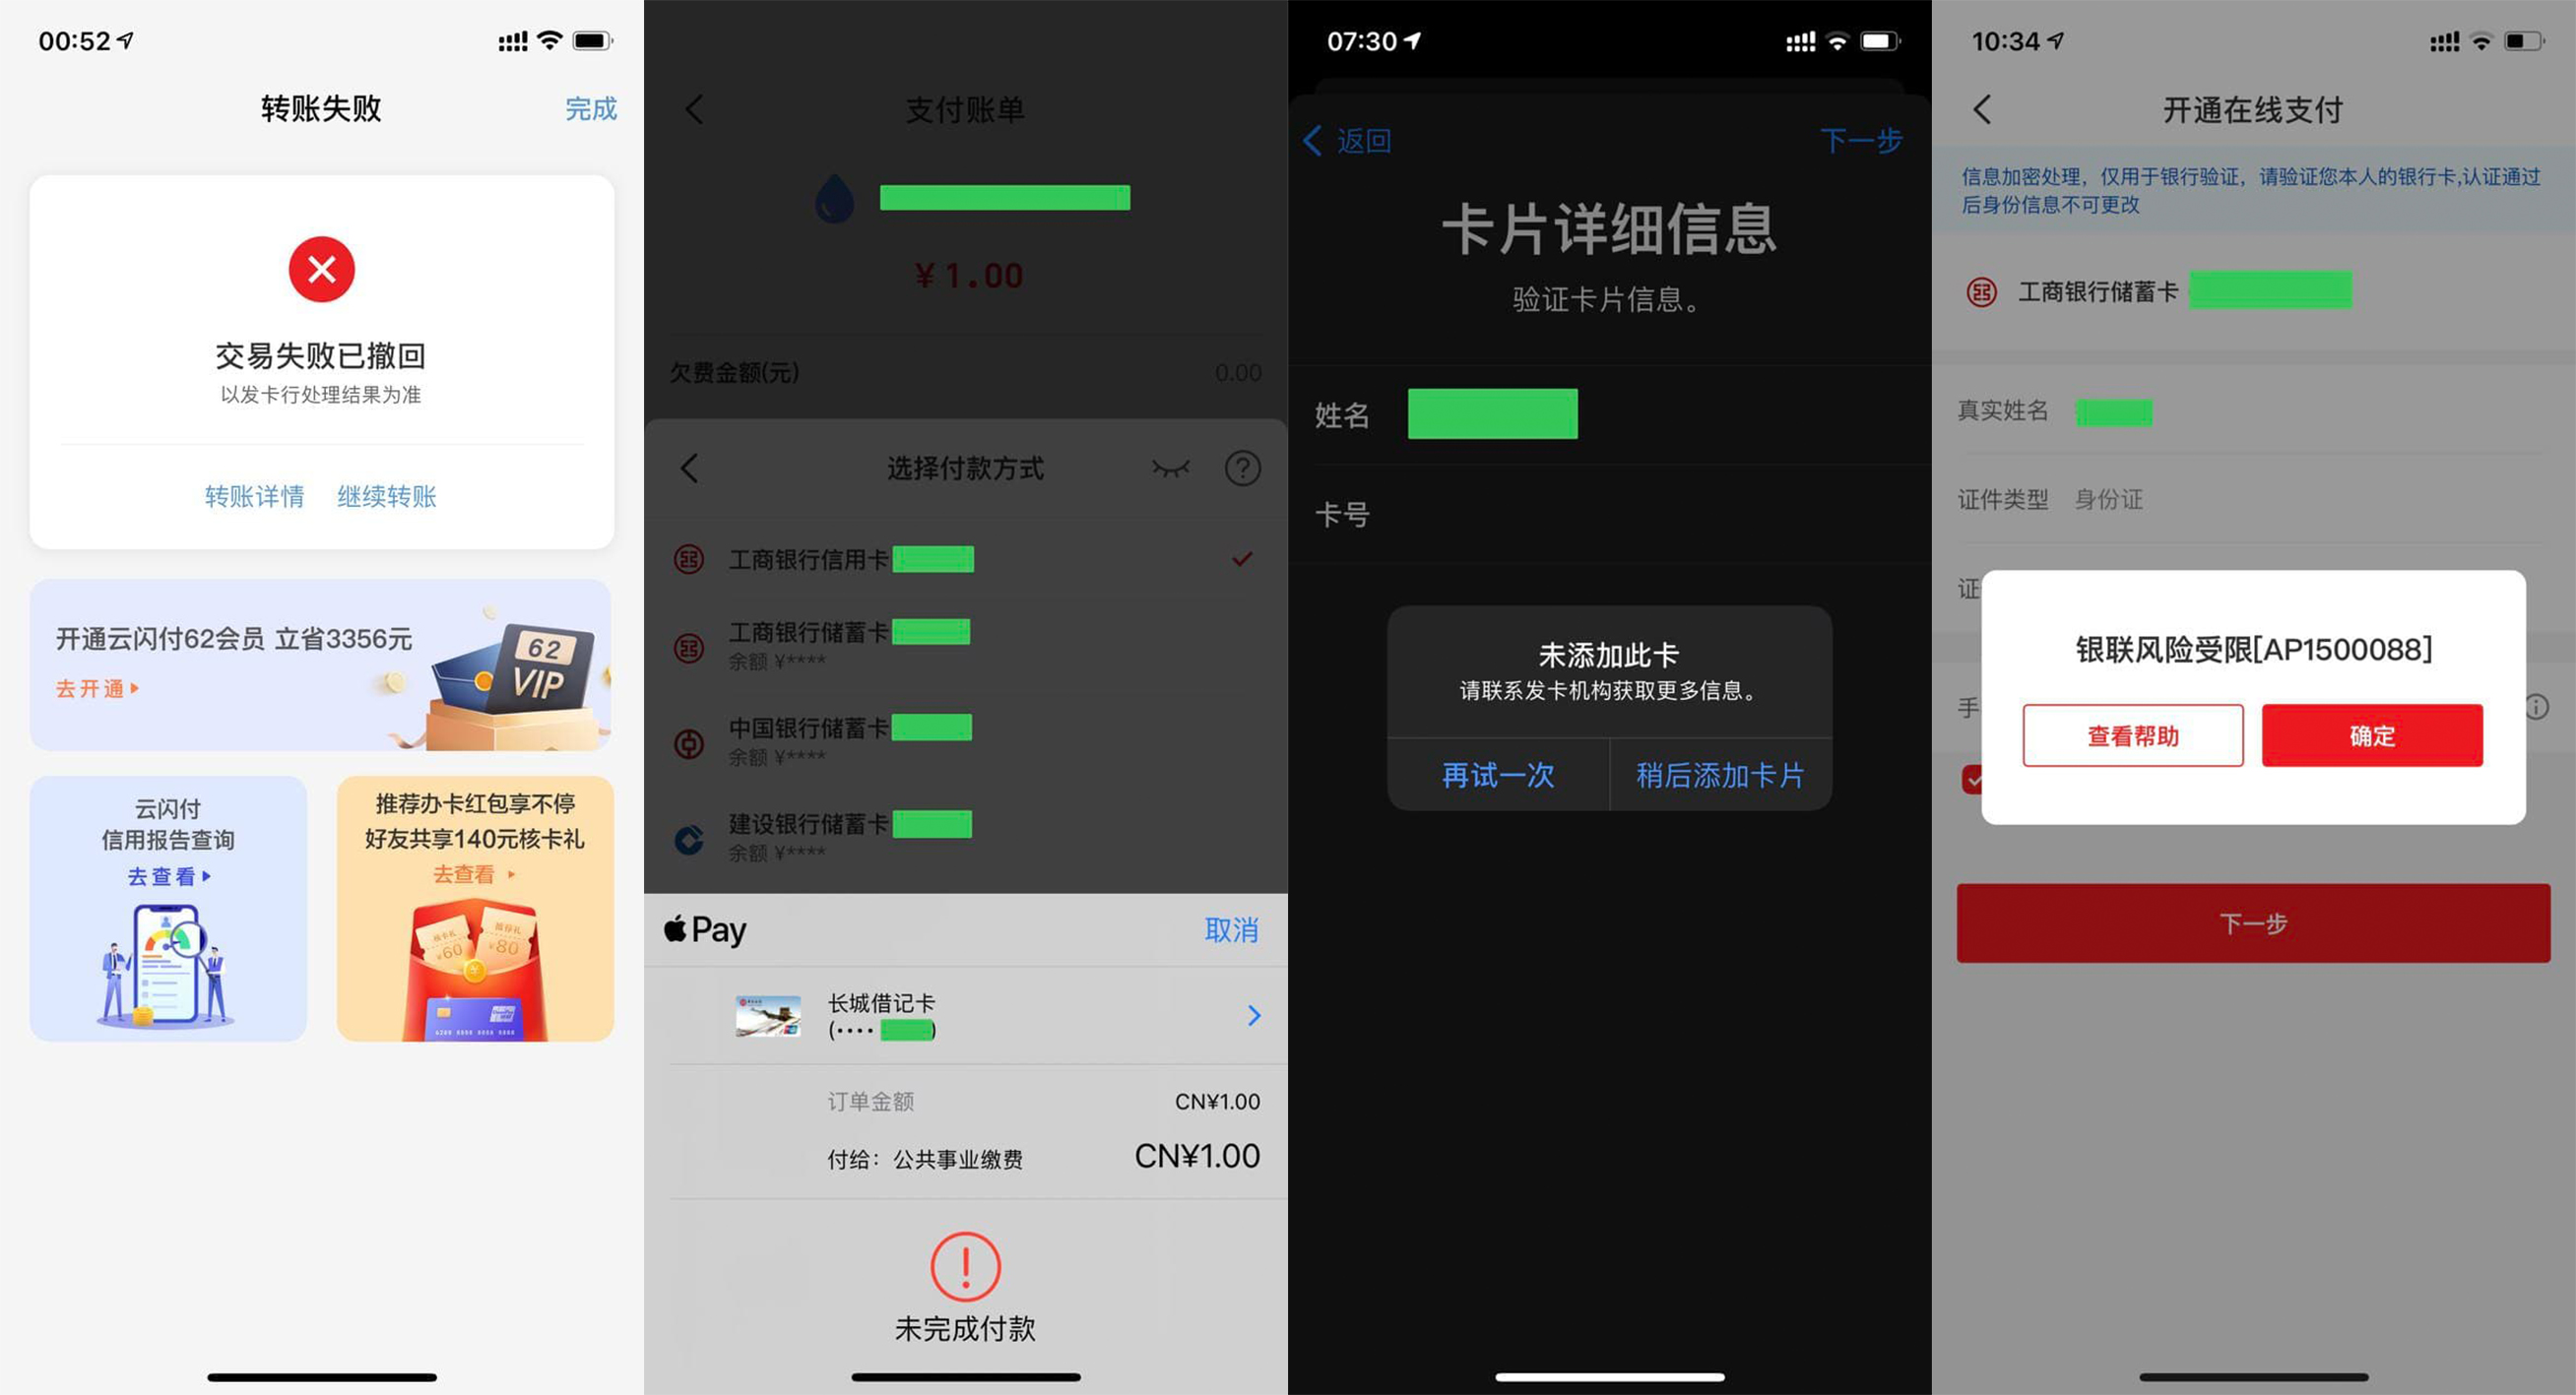 00:52
转账失败
完成
交易失败已撤回
以发卡行处理结果为准
转账详情
继续转账
开通云闪付62会员 立省3356元
去开通
62
VIP
云闪付
信用报告查询
去查看
推荐办卡红包享不停
好友共享140元核卡礼
去查看
核卡礼
¥60
推荐礼
¥80
支付账单
¥1.00
欠费金额(元)
0.00
选择付款方式
工商银行信用卡
工商银行储蓄卡
余额 ¥****
中国银行储蓄卡
余额 ¥****
建设银行储蓄卡
余额 ¥****
Pay
取消
长城借记卡
(····
)
订单金额
CN¥1.00
付给：公共事业缴费
CN¥1.00
未完成付款
07:30
返回
下一步
卡片详细信息
验证卡片信息。
姓名
卡号
未添加此卡
请联系发卡机构获取更多信息。
再试一次
稍后添加卡片
10:34
开通在线支付
信息加密处理，仅用于银行验证，请验证您本人的银行卡,认证通过
后身份信息不可更改
工商银行储蓄卡
真实姓名
证件类型
身份证
证
银联风险受限[AP1500088]
手
查看帮助
确定
下一步